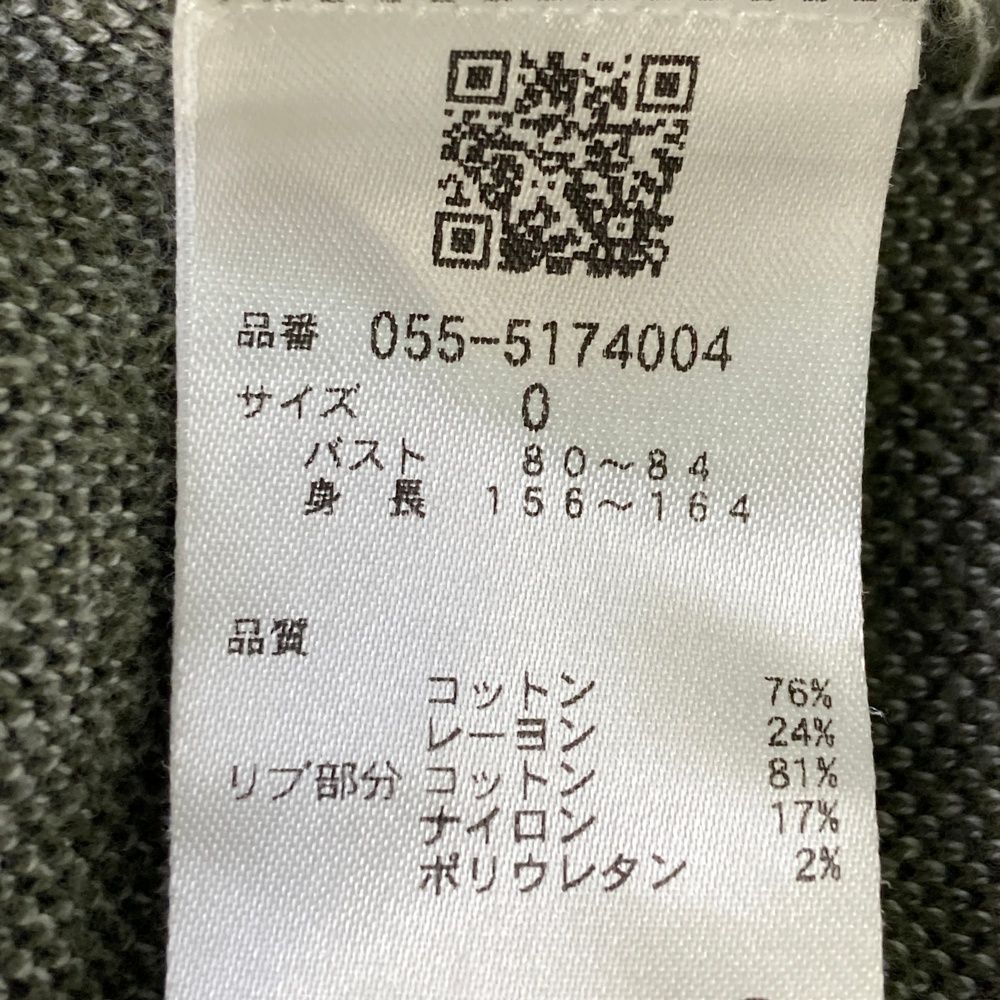 品番 055-5174004
サイズ 0
バスト 80~84
身長 156~164
品質
コットン 76%
レーヨン 24%
リブ部分 コットン 81%
ナイロン 17%
ポリウレタン 2%